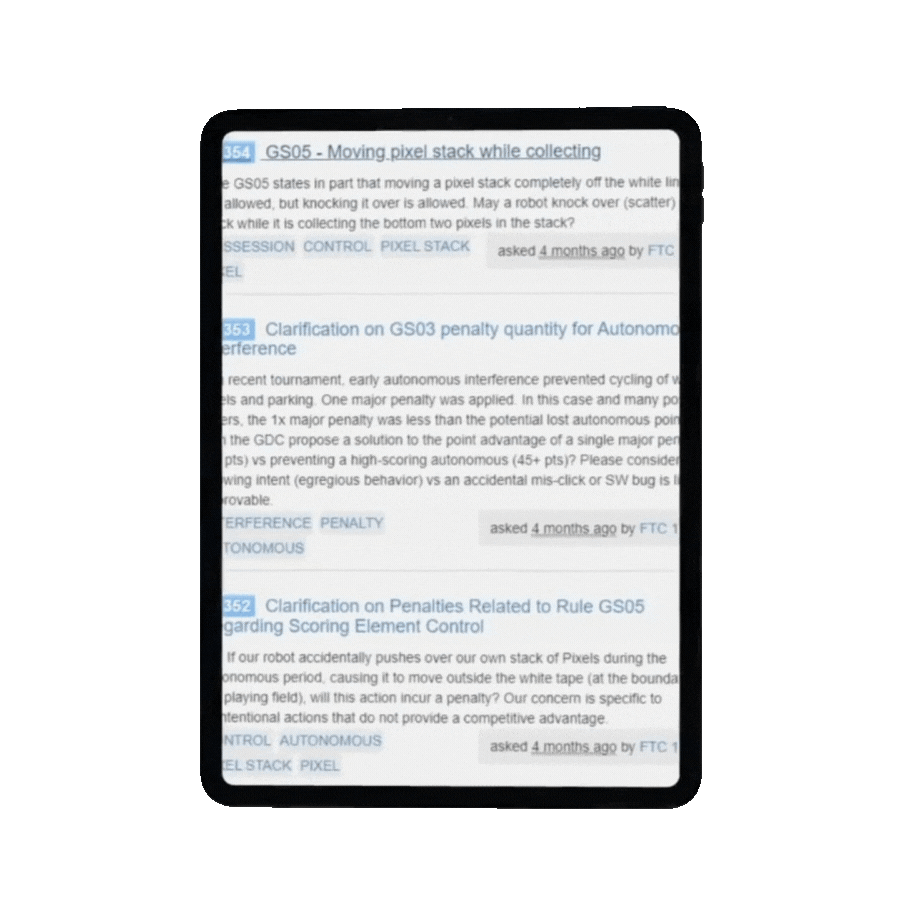 354 GS05 - Moving pixel stack while collecting
e GS05 states in part that moving a pixel stack completely off the white lin
allowed, but knocking it over is allowed. May a robot knock over (scatter)
ck while it is collecting the bottom two pixels in the stack?
SSESSION CONTROL PIXEL STACK asked 4 months ago by FTC
EL
353 Clarification on GS03 penalty quantity for Autonomo
erference
recent tournament, early autonomous interference prevented cycling of w
els and parking. One major penalty was applied. In this case and many po
ers, the 1x major penalty was less than the potential lost autonomous poin
the GDC propose a solution to the point advantage of a single major pen
pts) vs preventing a high-scoring autonomous (45+ pts)? Please consider
wing intent (egregious behavior) vs an accidental mis-click or SW bug is li
rovable.
ERFERENCE PENALTY asked 4 months ago by FTC 1
TONOMOUS
352 Clarification on Penalties Related to Rule GS05
garding Scoring Element Control
If our robot accidentally pushes over our own stack of Pixels during the
onomous period, causing it to move outside the white tape (at the bounda
playing field), will this action incur a penalty? Our concern is specific to
ntentional actions that do not provide a competitive advantage.
NTROL AUTONOMOUS asked 4 months ago by FTC 1
EL STACK PIXEL